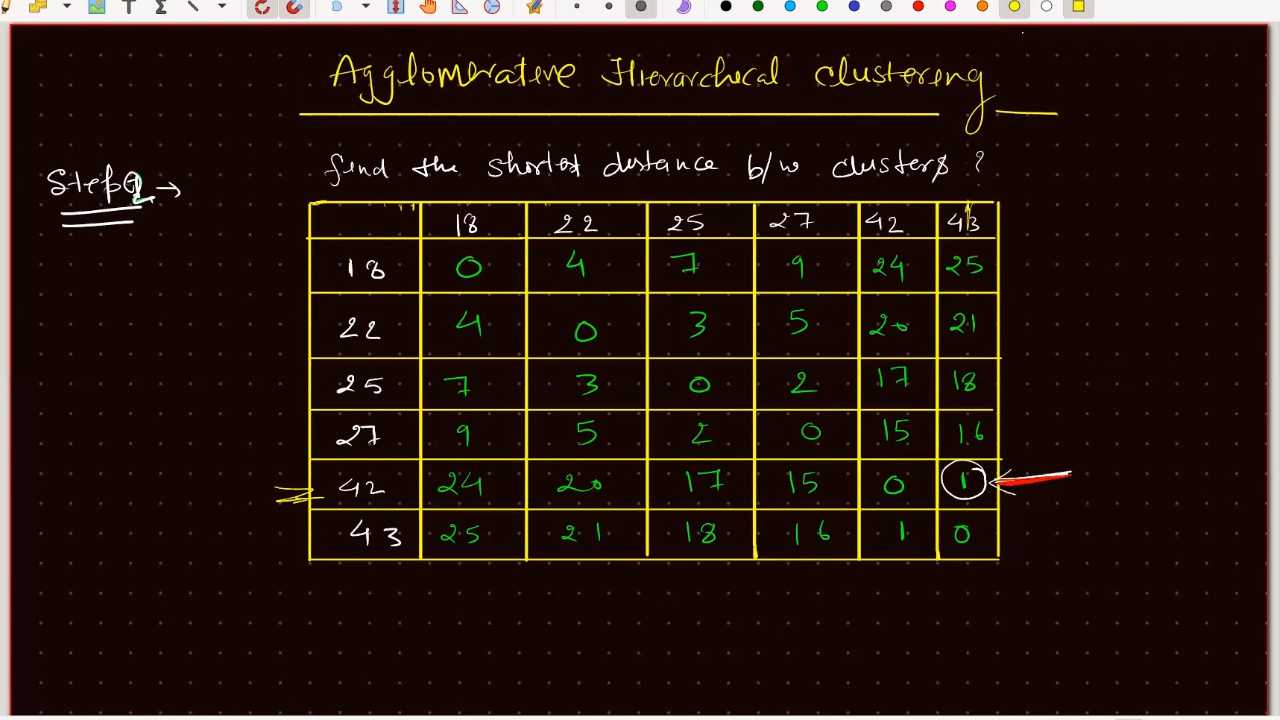 Agglomerative Hierarchecal clustering
find the shortest distance b/w clusters ?
Step →
18 22 25 27 42 43
18 0 4 7 9 24 25
22 4 0 3 5 20 21
25 7 3 0 2 17 18
27 9 5 2 0 15 16
42 24 20 17 15 0 1
43 25 21 18 16 1 0